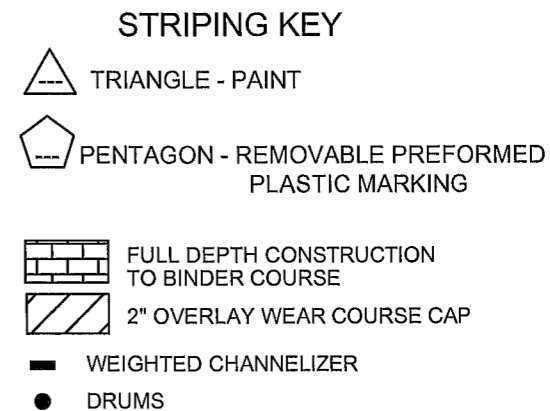 STRIPING KEY
--- TRIANGLE - PAINT
--- PENTAGON - REMOVABLE PREFORMED
PLASTIC MARKING
FULL DEPTH CONSTRUCTION
TO BINDER COURSE
2" OVERLAY WEAR COURSE CAP
WEIGHTED CHANNELIZER
DRUMS